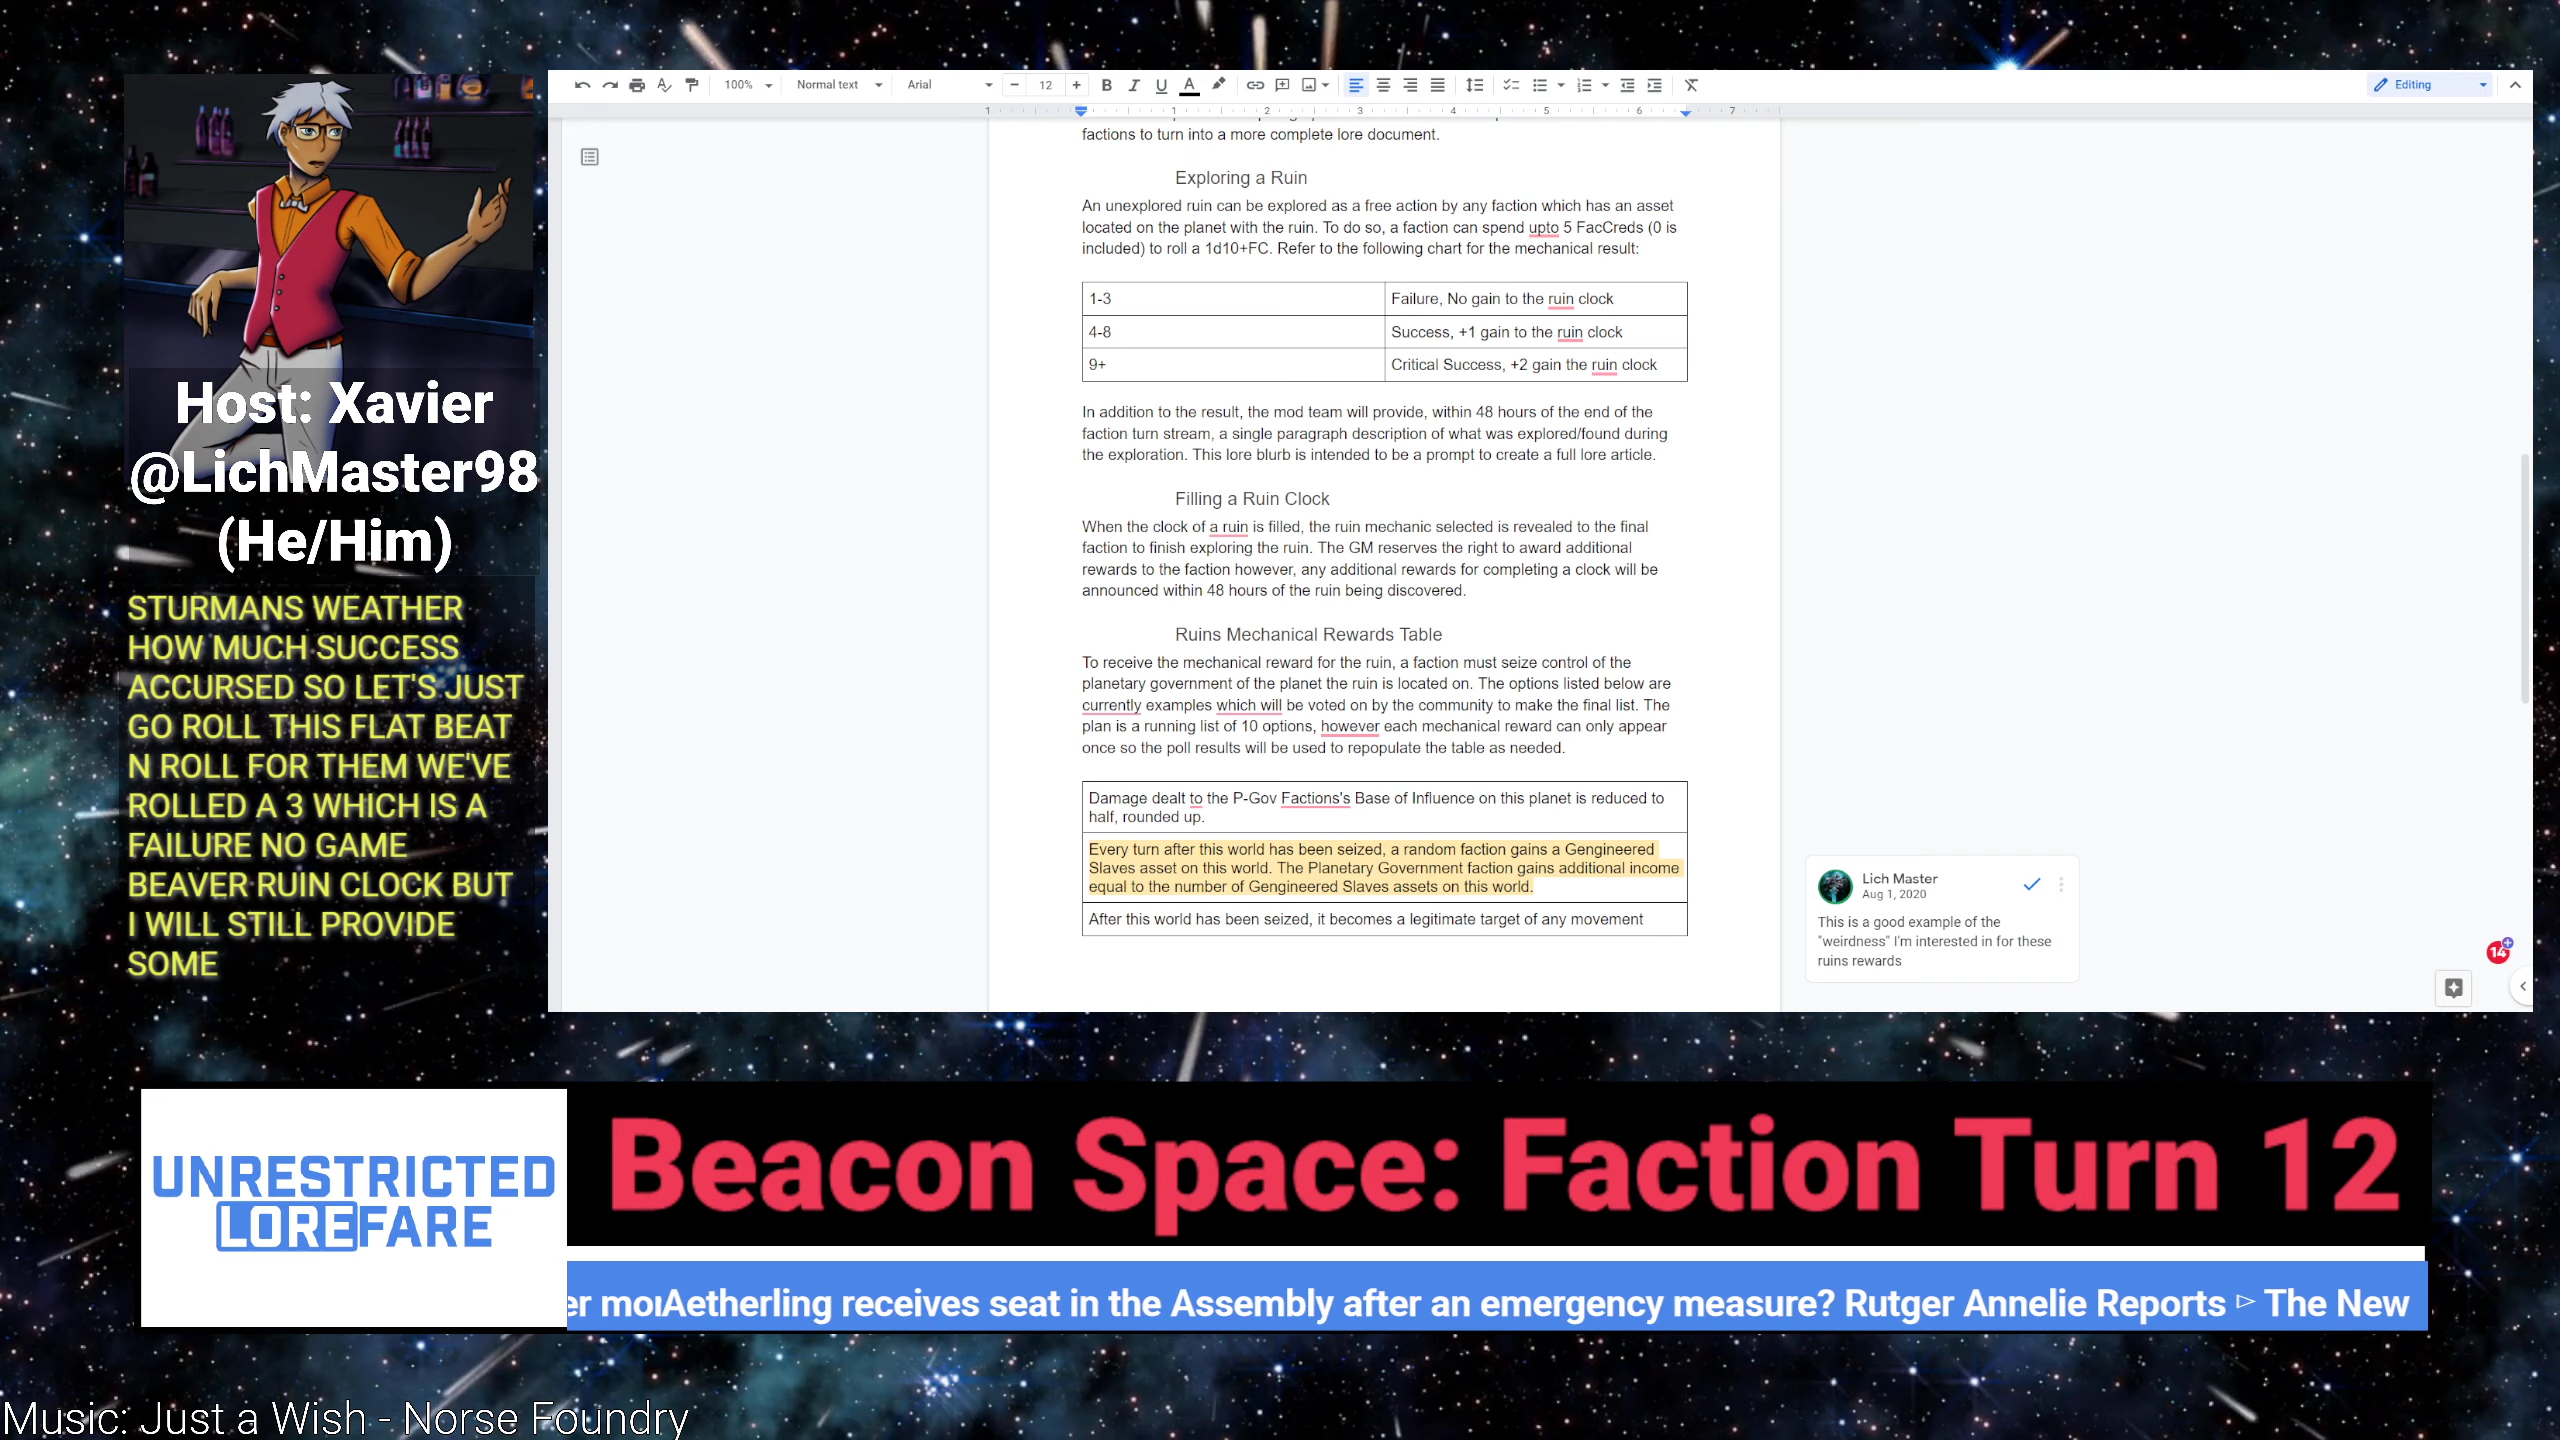 Host: Xavier
@LichMaster98
(He/Him)
STURMANS WEATHER
HOW MUCH SUCCESS
ACCURSED SO LET'S JUST
GO ROLL THIS FLAT BEAT
N ROLL FOR THEM WE'VE
ROLLED A 3 WHICH IS A
FAILURE NO GAME
BEAVER RUIN CLOCK BUT
I WILL STILL PROVIDE
SOME
100%
Normal text
Arial
12
Editing
1 1 2 3 4 5 6 7
factions to turn into a more complete lore document.
Exploring a Ruin
An unexplored ruin can be explored as a free action by any faction which has an asset
located on the planet with the ruin. To do so, a faction can spend upto 5 FacCreds (0 is
included) to roll a 1d10+FC. Refer to the following chart for the mechanical result:
1-3 Failure, No gain to the ruin clock
4-8 Success, +1 gain to the ruin clock
9+ Critical Success, +2 gain the ruin clock
In addition to the result, the mod team will provide, within 48 hours of the end of the
faction turn stream, a single paragraph description of what was explored/found during
the exploration. This lore blurb is intended to be a prompt to create a full lore article.
Filling a Ruin Clock
When the clock of a ruin is filled, the ruin mechanic selected is revealed to the final
faction to finish exploring the ruin. The GM reserves the right to award additional
rewards to the faction however, any additional rewards for completing a clock will be
announced within 48 hours of the ruin being discovered.
Ruins Mechanical Rewards Table
To receive the mechanical reward for the ruin, a faction must seize control of the
planetary government of the planet the ruin is located on. The options listed below are
currently examples which will be voted on by the community to make the final list. The
plan is a running list of 10 options, however each mechanical reward can only appear
once so the poll results will be used to repopulate the table as needed.
Damage dealt to the P-Gov Factions's Base of Influence on this planet is reduced to
half, rounded up.
Every turn after this world has been seized, a random faction gains a Gengineered
Slaves asset on this world. The Planetary Government faction gains additional income
equal to the number of Gengineered Slaves assets on this world.
After this world has been seized, it becomes a legitimate target of any movement
Lich Master
Aug 1, 2020
This is a good example of the
"weirdness" I'm interested in for these
ruins rewards
14
UNRESTRICTED
LOREFARE
Beacon Space: Faction Turn 12
Aetherling receives seat in the Assembly after an emergency measure? Rutger Annelie Reports ▻ The New
Music: Just a Wish - Norse Foundry